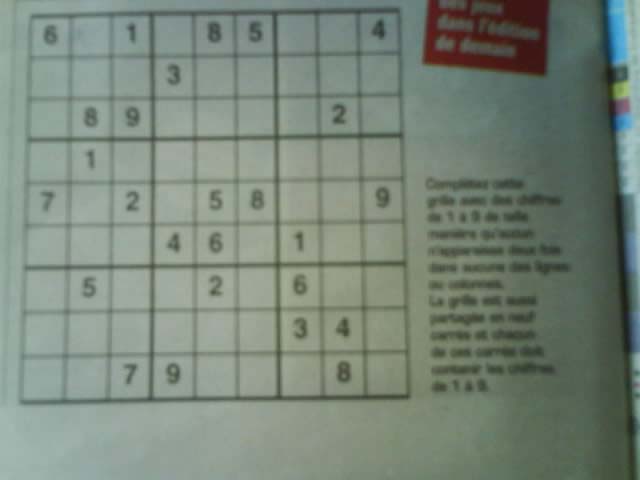 des jeux
dans l'édition
de demain
6 1 8 5 4
3
8 9 2
1
7 2 5 8 9
4 6 1
5 2 6
3 4
7 9 8
Complétez cette
grille avec des chiffres
de 1 à 9 de telle
manière qu'aucun
n'apparaisse deux fois
dans aucune des lignes
ou colonnes.
La grille est aussi
partagée en neuf
carrés et chacun
de ces carrés doit
contenir les chiffres
de 1 à 9.